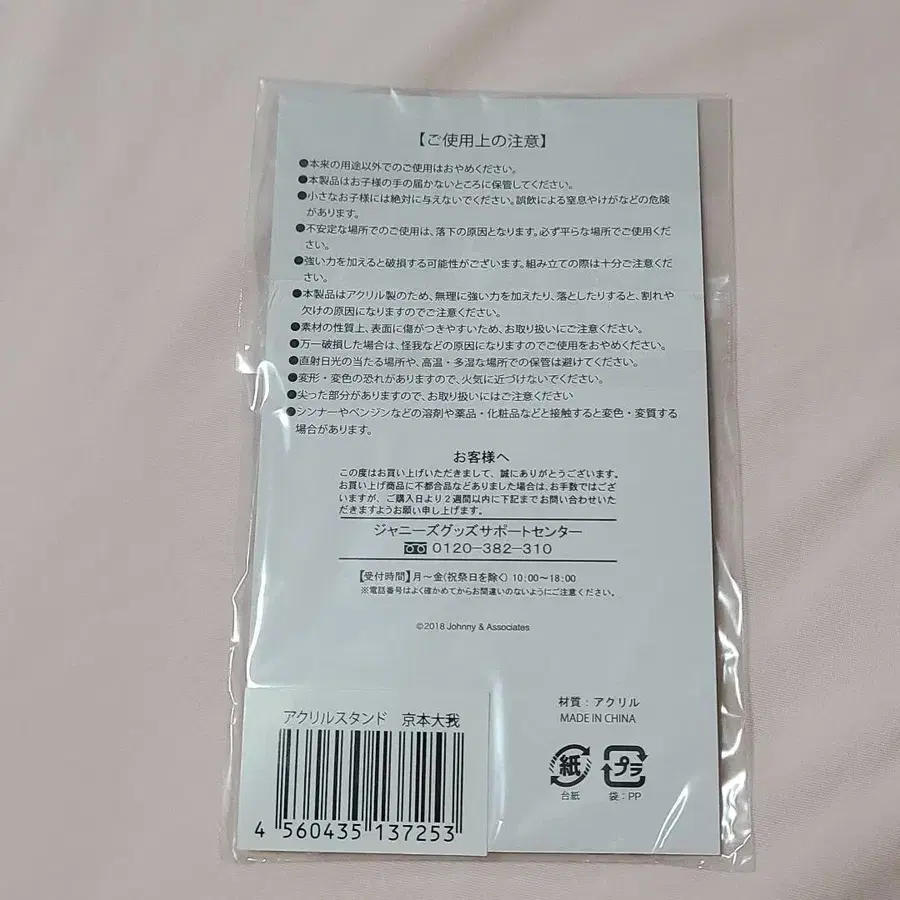 【ご使用上の注意】
●本来の用途以外でのご使用はおやめください。
●本製品はお子様の手の届かないところに保管してください。
●小さなお子様には絶対に与えないでください。誤飲による窒息やけがなどの危険
があります。
●不安定な場所でのご使用は、落下の原因となります。必ず平らな場所でご使用くだ
さい。
●強い力を加えると破損する可能性がございます。組み立ての際は十分ご注意くだ
さい。
●本製品はアクリル製のため、無理に強い力を加えたり、落としたりすると、割れや
欠けの原因になりますのでご注意ください。
●素材の性質上、表面に傷がつきやすいため、お取り扱いにご注意ください。
●万一破損した場合は、怪我などの原因になりますのでご使用をおやめください。
●直射日光の当たる場所や、高温・多湿な場所での保管は避けてください。
●変形・変色の恐れがありますので、火気に近づけないでください。
●尖った部分がありますので、お取り扱いにはご注意ください
●シンナーやベンジンなどの溶剤や薬品・化粧品などと接触すると変色・変質する
場合があります。
お客様へ
この度はお買い上げいただきまして、誠にありがとうございます。
お買い上げ商品に不都合品などありました場合は、お手数ではござ
いますが、ご購入日より2週間以内に下記までお問い合わせいた
だきますようお願い申し上げます。
ジャニーズグッズサポートセンター
0120-382-310
【受付時間】月～金(祝祭日を除く) 10:00～18:00
※電話番号はよく確かめてからお間違いのないようにご注意ください。
©2018 Johnny & Associates
材質：アクリル
MADE IN CHINA
紙
プラ
台紙
袋：PP
アクリルスタンド 京本大我
4 560435 137253